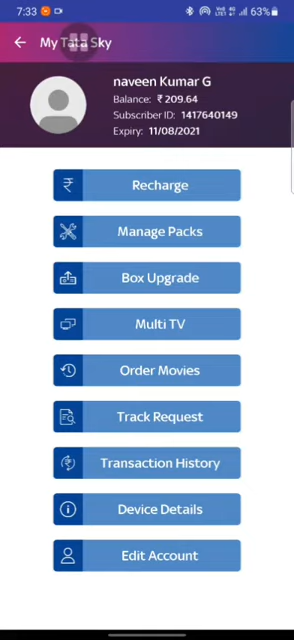 7:33 63%
My Tata Sky
naveen Kumar G
Balance: ₹ 209.64
Subscriber ID: 1417640149
Expiry: 11/08/2021
Recharge
Manage Packs
Box Upgrade
Multi TV
Order Movies
Track Request
Transaction History
Device Details
Edit Account